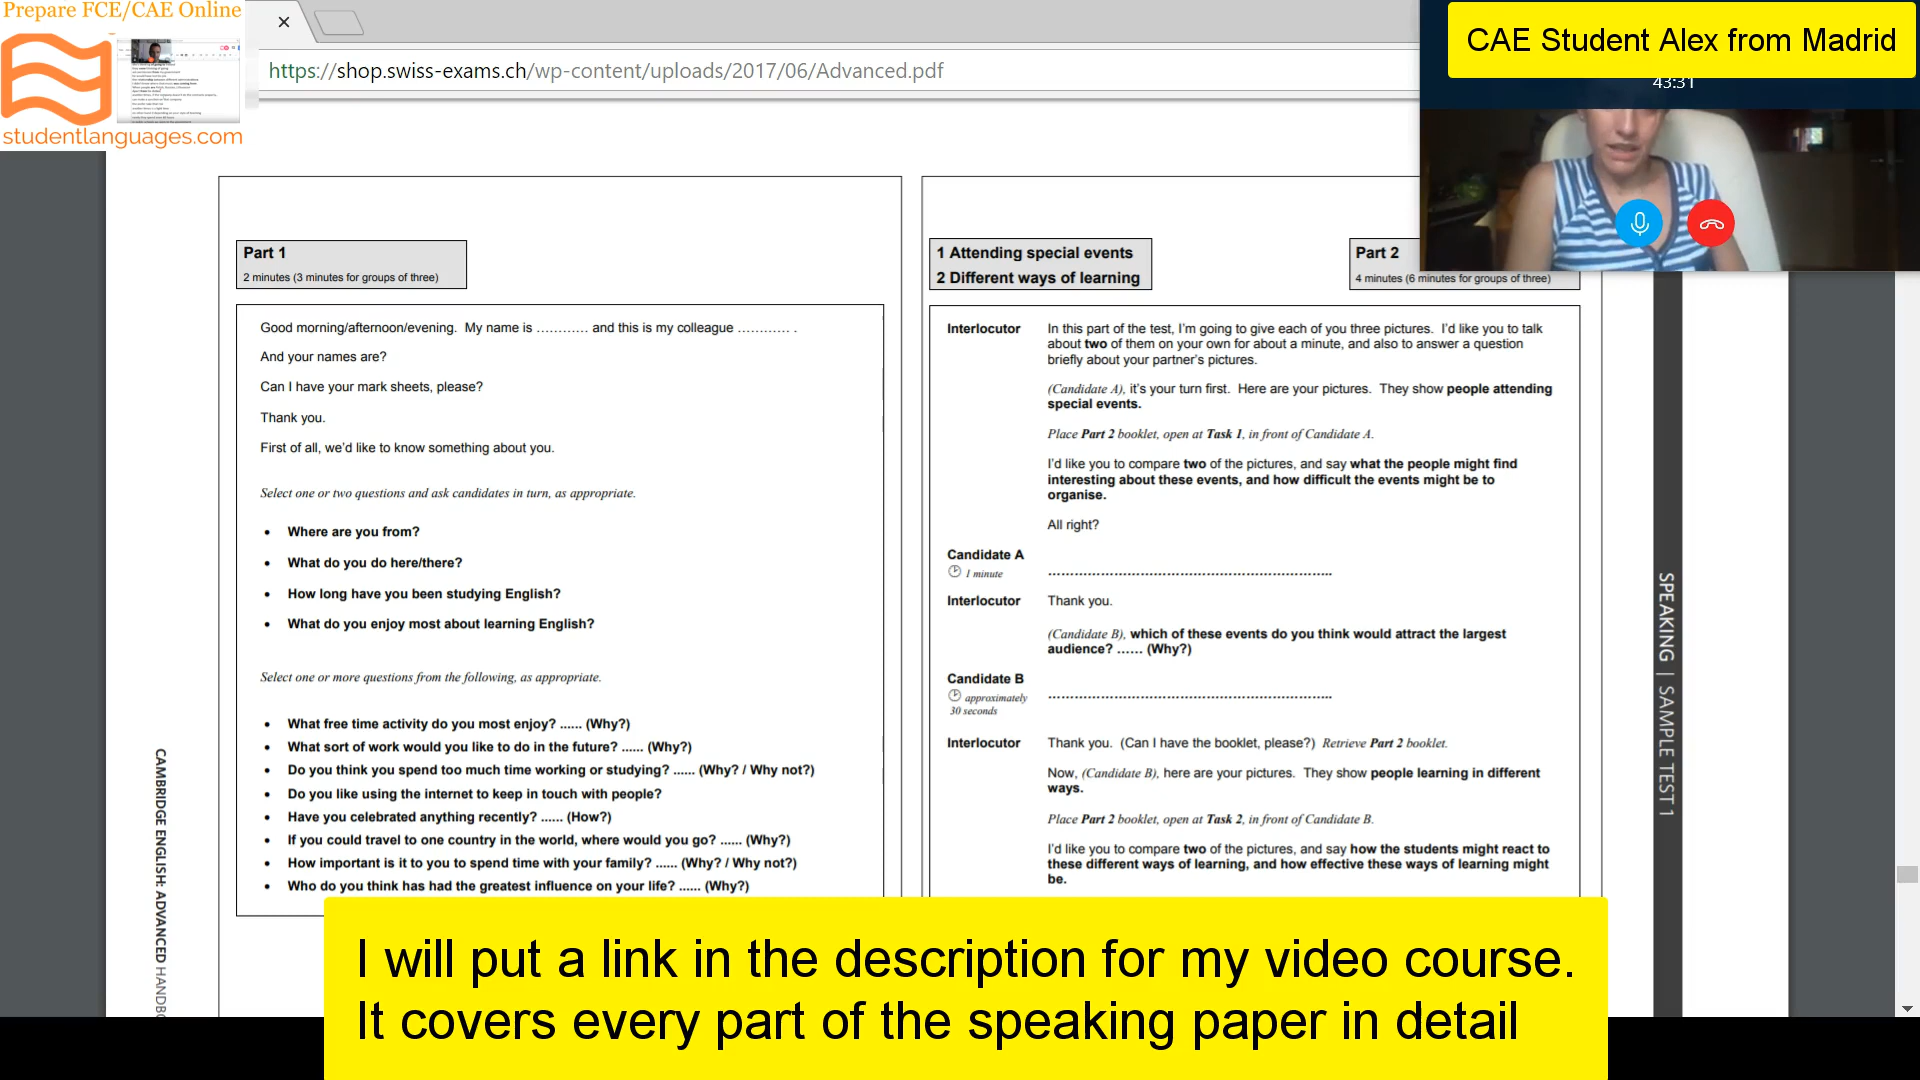 Prepare FCE/CAE Online
studentlanguages.com
https://shop.swiss-exams.ch/wp-content/uploads/2017/06/Advanced.pdf
CAE Student Alex from Madrid
43:31
Part 1
2 minutes (3 minutes for groups of three)
Good morning/afternoon/evening. My name is ………… and this is my colleague ………… .
And your names are?
Can I have your mark sheets, please?
Thank you.
First of all, we'd like to know something about you.
Select one or two questions and ask candidates in turn, as appropriate.
• Where are you from?
• What do you do here/there?
• How long have you been studying English?
• What do you enjoy most about learning English?
Select one or more questions from the following, as appropriate.
• What free time activity do you most enjoy? …… (Why?)
• What sort of work would you like to do in the future? …… (Why?)
• Do you think you spend too much time working or studying? …… (Why? / Why not?)
• Do you like using the internet to keep in touch with people?
• Have you celebrated anything recently? …… (How?)
• If you could travel to one country in the world, where would you go? …… (Why?)
• How important is it to you to spend time with your family? …… (Why? / Why not?)
• Who do you think has had the greatest influence on your life? …… (Why?)
1 Attending special events
2 Different ways of learning
Part 2
4 minutes (6 minutes for groups of three)
Interlocutor In this part of the test, I'm going to give each of you three pictures. I'd like you to talk
about two of them on your own for about a minute, and also to answer a question
briefly about your partner's pictures.
(Candidate A), it's your turn first. Here are your pictures. They show people attending
special events.
Place Part 2 booklet, open at Task 1, in front of Candidate A.
I'd like you to compare two of the pictures, and say what the people might find
interesting about these events, and how difficult the events might be to
organise.
All right?
Candidate A
1 minute ………………………………………………………………..
Interlocutor Thank you.
(Candidate B), which of these events do you think would attract the largest
audience? …… (Why?)
Candidate B
approximately ………………………………………………………………..
30 seconds
Interlocutor Thank you. (Can I have the booklet, please?) Retrieve Part 2 booklet.
Now, (Candidate B), here are your pictures. They show people learning in different
ways.
Place Part 2 booklet, open at Task 2, in front of Candidate B.
I'd like you to compare two of the pictures, and say how the students might react to
these different ways of learning, and how effective these ways of learning might
be.
CAMBRIDGE ENGLISH: ADVANCED HANDBO
SPEAKING | SAMPLE TEST 1
I will put a link in the description for my video course.
It covers every part of the speaking paper in detail